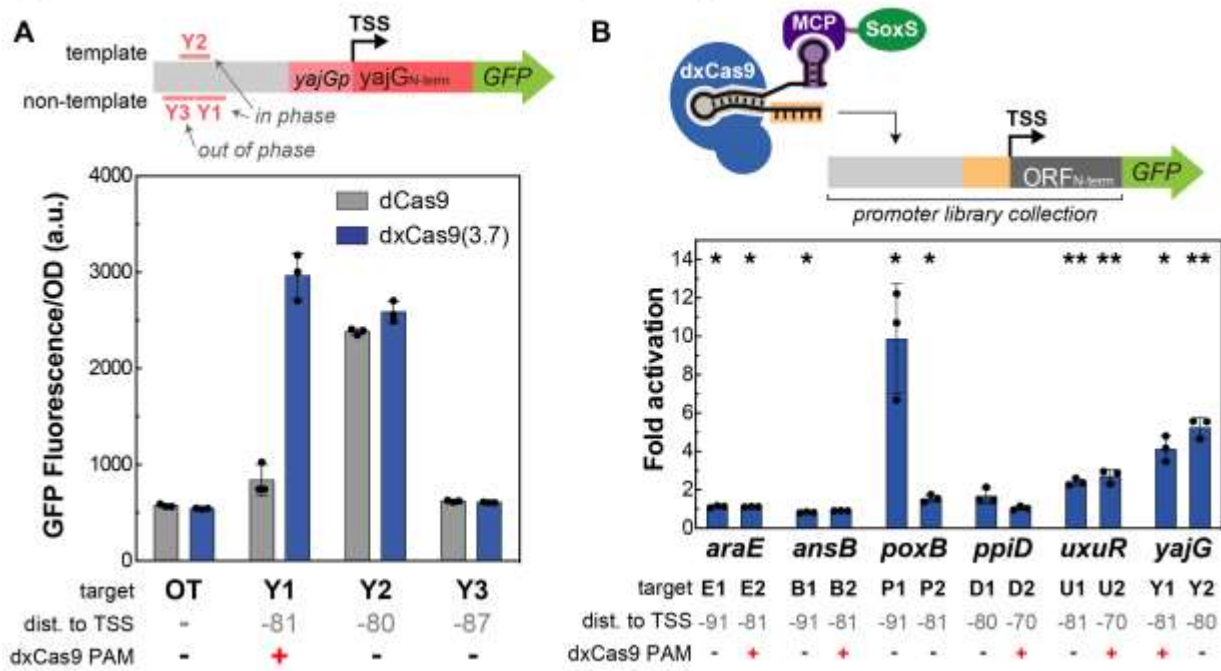 A
TSS
template
Y2
yajGp
yajGN-term
GFP
non-template
Y3 Y1
in phase
out of phase
GFP Fluorescence/OD (a.u.)
4000
3000
2000
1000
0
dCas9
dxCas9(3.7)
target OT Y1 Y2 Y3
dist. to TSS - -81 -80 -87
dxCas9 PAM - + - -
B
MCP
SoxS
dxCas9
TSS
ORFN-term
GFP
promoter library collection
Fold activation
14
12
10
8
6
4
2
0
* * * * * ** ** * **
araE ansB poxB ppiD uxuR yajG
target E1 E2 B1 B2 P1 P2 D1 D2 U1 U2 Y1 Y2
dist. to TSS -91 -81 -91 -81 -91 -81 -80 -70 -81 -70 -81 -80
dxCas9 PAM - + - + - - - + - + + -